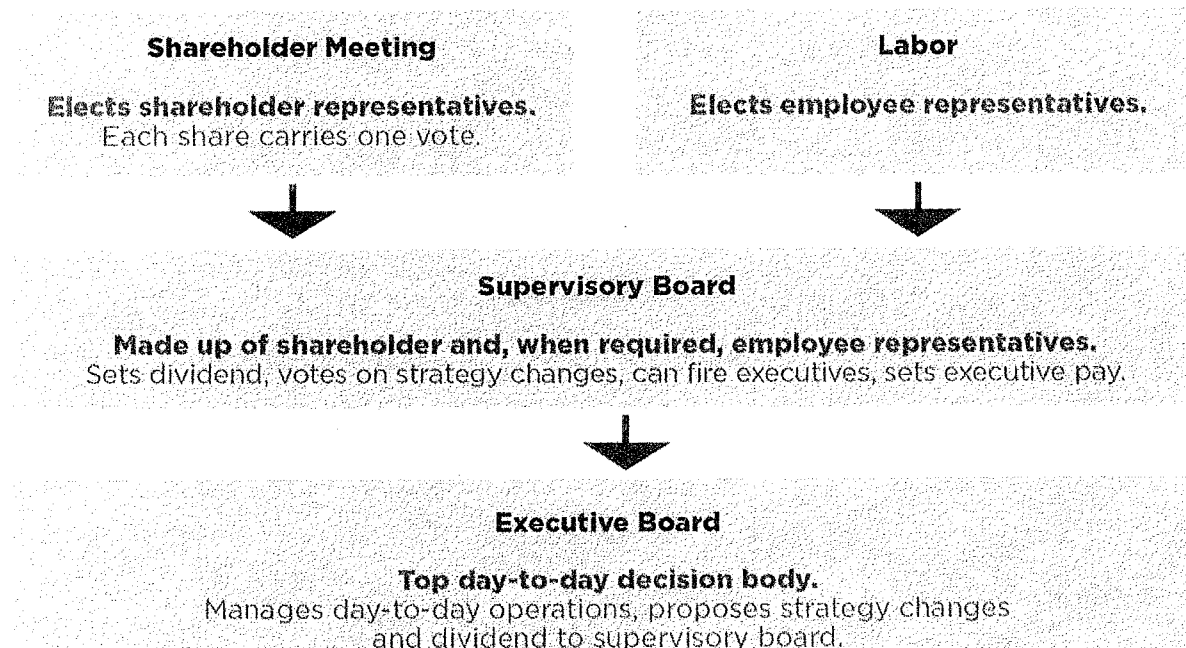 Shareholder Meeting
Elects shareholder representatives.
Each share carries one vote.
Labor
Elects employee representatives.
Supervisory Board
Made up of shareholder and, when required, employee representatives.
Sets dividend, votes on strategy changes, can fire executives, sets executive pay.
Executive Board
Top day-to-day decision body.
Manages day-to-day operations, proposes strategy changes
and dividend to supervisory board.